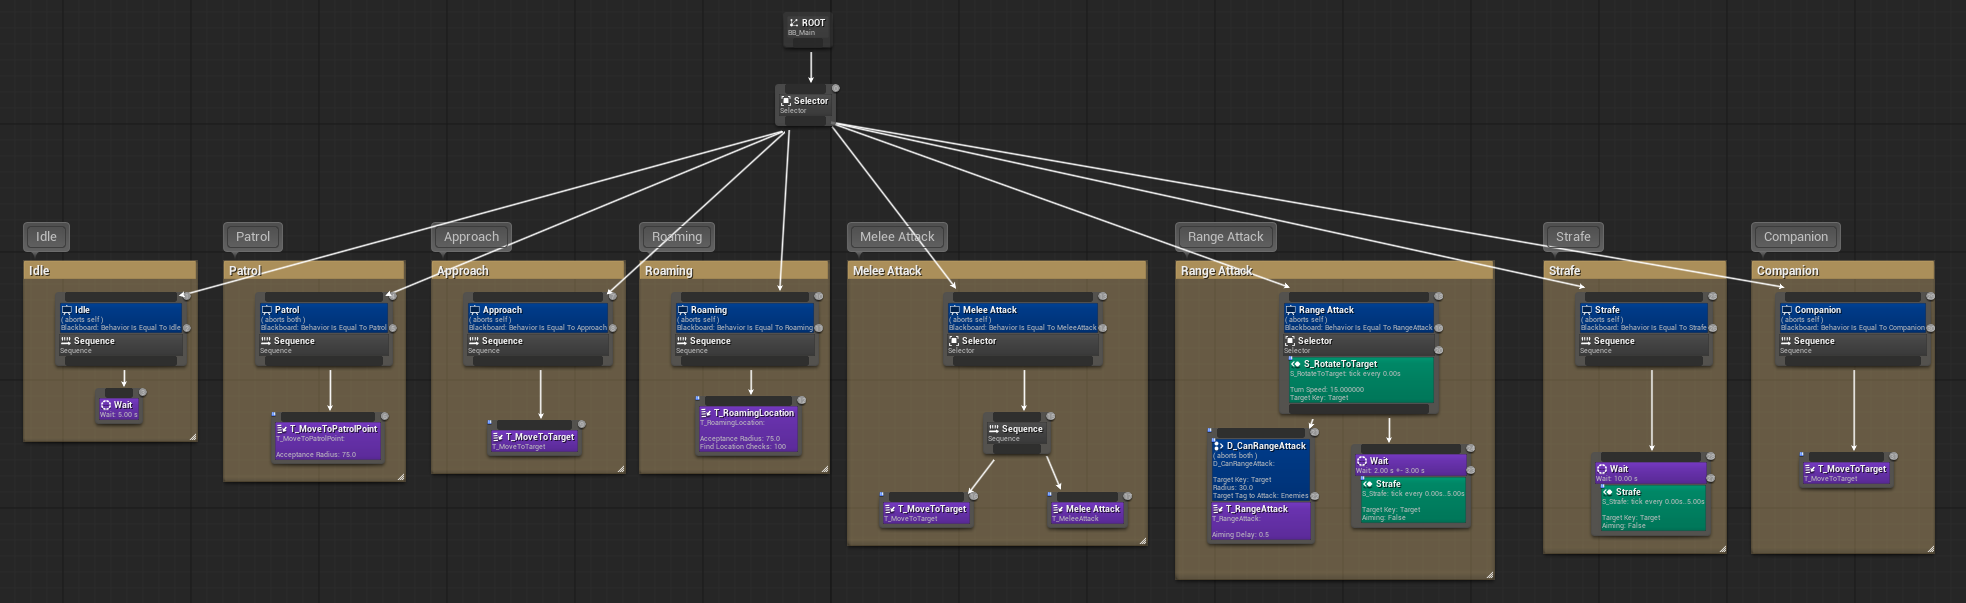 ROOT
BB_Main
Selector
Selector
Idle
Patrol
Approach
Roaming
Melee Attack
Range Attack
Strafe
Companion
Idle
Idle
( aborts self )
Blackboard: Behavior Is Equal To Idle
Sequence
Sequence
Wait
Wait: 5.00 s
Patrol
Patrol
( aborts both )
Blackboard: Behavior Is Equal To Patrol
Sequence
Sequence
T_MoveToPatrolPoint
T_MoveToPatrolPoint:
Acceptance Radius: 75.0
Approach
Approach
( aborts self )
Blackboard: Behavior Is Equal To Approach
Sequence
Sequence
T_MoveToTarget
T_MoveToTarget
Roaming
Roaming
( aborts self )
Blackboard: Behavior Is Equal To Roaming
Sequence
Sequence
T_RoamingLocation
T_RoamingLocation:
Acceptance Radius: 75.0
Find Location Checks: 100
Melee Attack
Melee Attack
( aborts self )
Blackboard: Behavior Is Equal To MeleeAttack
Selector
Selector
Sequence
Sequence
T_MoveToTarget
T_MoveToTarget
Melee Attack
T_MeleeAttack
Range Attack
Range Attack
( aborts self )
Blackboard: Behavior Is Equal To RangeAttack
Selector
Selector
S_RotateToTarget
S_RotateToTarget: tick every 0.00s
Turn Speed: 15.000000
Target Key: Target
D_CanRangeAttack
( aborts both )
D_CanRangeAttack:
Target Key: Target
Radius: 30.0
Target Tag to Attack: Enemies
T_RangeAttack
T_RangeAttack:
Aiming Delay: 0.5
Wait
Wait: 2.00 s +- 3.00 s
Strafe
S_Strafe: tick every 0.00s..5.00s
Target Key: Target
Aiming: False
Strafe
Strafe
( aborts self )
Blackboard: Behavior Is Equal To Strafe
Sequence
Sequence
Wait
Wait: 10.00 s
Strafe
S_Strafe: tick every 0.00s..5.00s
Target Key: Target
Aiming: False
Companion
Companion
( aborts self )
Blackboard: Behavior Is Equal To Companion
Sequence
Sequence
T_MoveToTarget
T_MoveToTarget